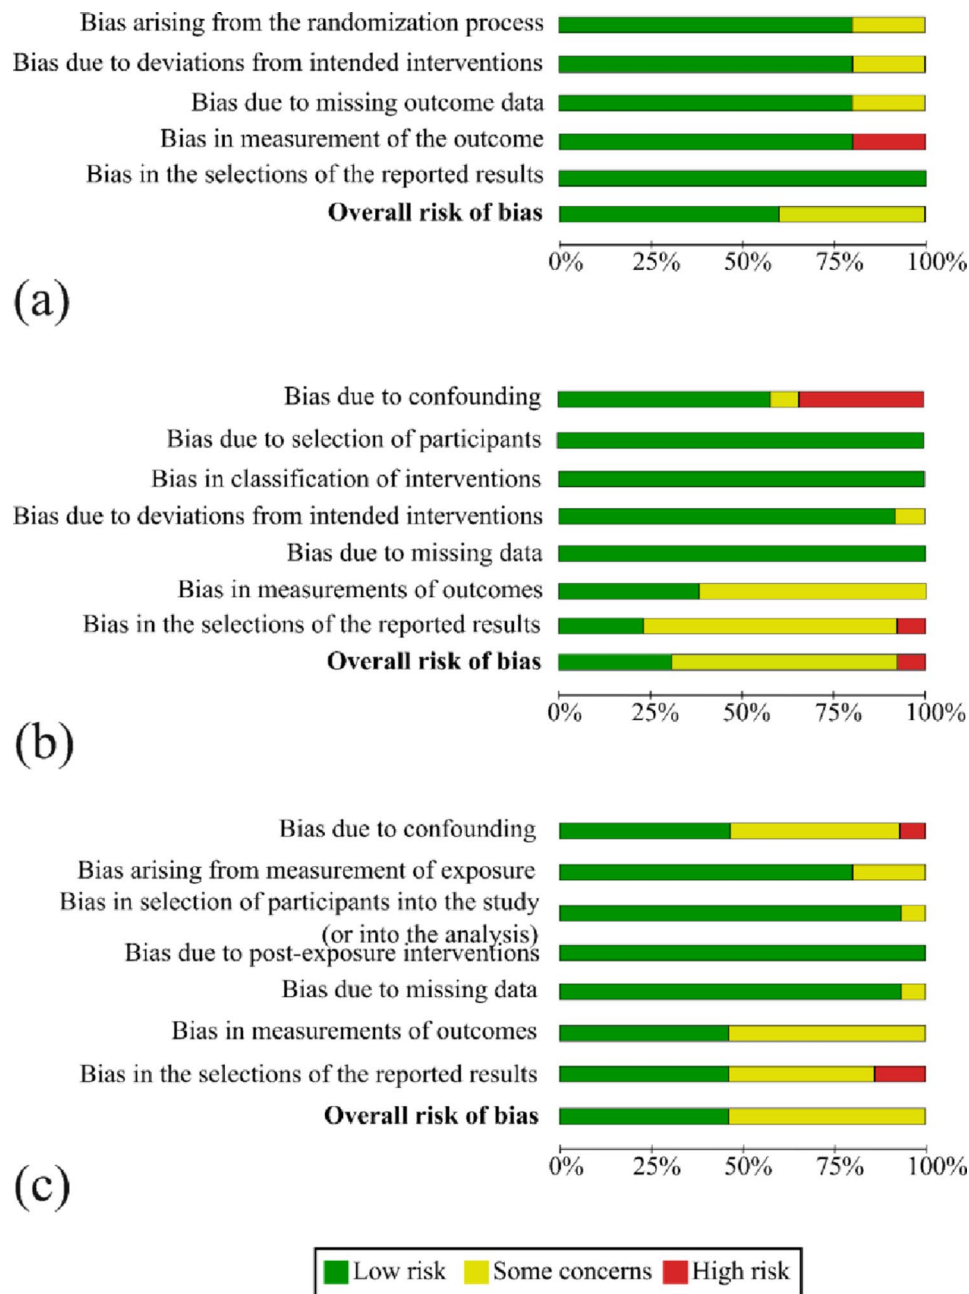 Bias arising from the randomization process
Bias due to deviations from intended interventions
Bias due to missing outcome data
Bias in measurement of the outcome
Bias in the selections of the reported results
Overall risk of bias
0% 25% 50% 75% 100%
(a)
Bias due to confounding
Bias due to selection of participants
Bias in classification of interventions
Bias due to deviations from intended interventions
Bias due to missing data
Bias in measurements of outcomes
Bias in the selections of the reported results
Overall risk of bias
0% 25% 50% 75% 100%
(b)
Bias due to confounding
Bias arising from measurement of exposure
Bias in selection of participants into the study
(or into the analysis)
Bias due to post-exposure interventions
Bias due to missing data
Bias in measurements of outcomes
Bias in the selections of the reported results
Overall risk of bias
0% 25% 50% 75% 100%
(c)
Low risk Some concerns High risk